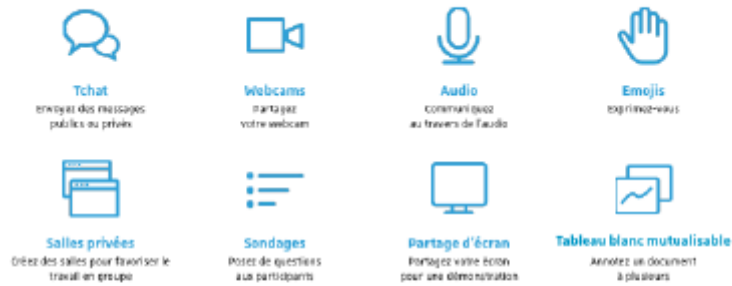 Tchat
Envoyez des messages
publics ou privés
Webcams
Partagez
votre webcam
Audio
Communiquez
au travers de l'audio
Emojis
Exprimez-vous
Salles privées
Créez des salles pour favoriser le
travail en groupe
Sondages
Posez de questions
aux participants
Partage d'écran
Partagez votre écran
pour une démonstration
Tableau blanc mutualisable
Annotez un document
à plusieurs